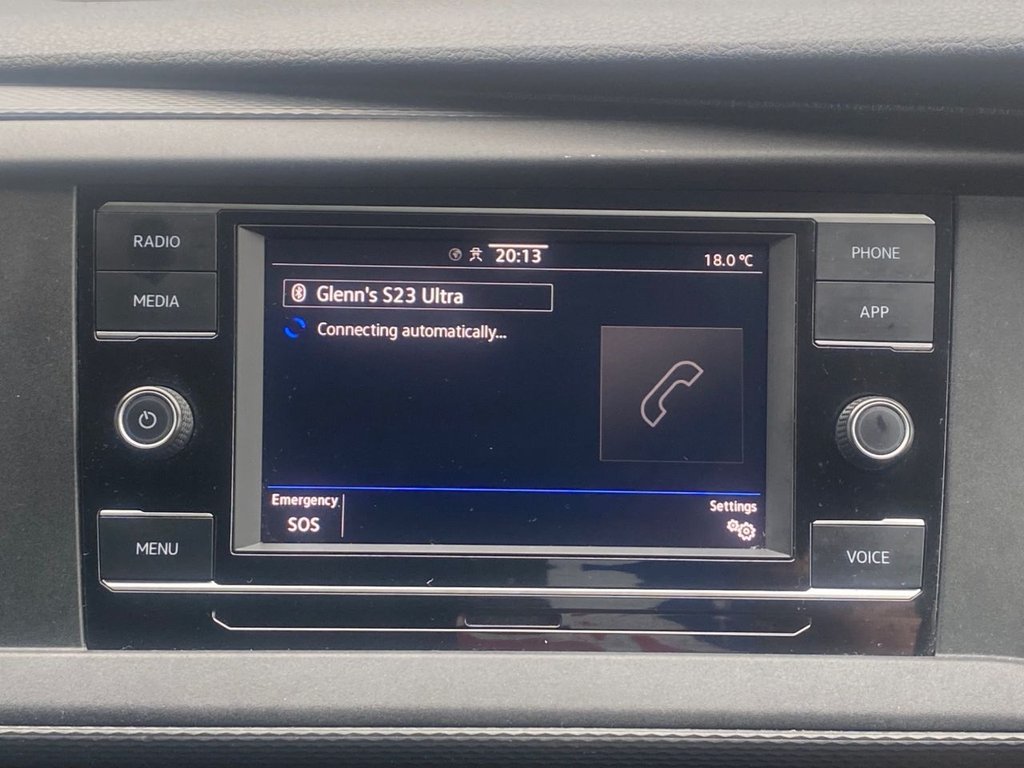 RADIO
MEDIA
MENU
20:13
18.0 °C
Glenn's S23 Ultra
Connecting automatically...
Emergency
SOS
Settings
PHONE
APP
VOICE